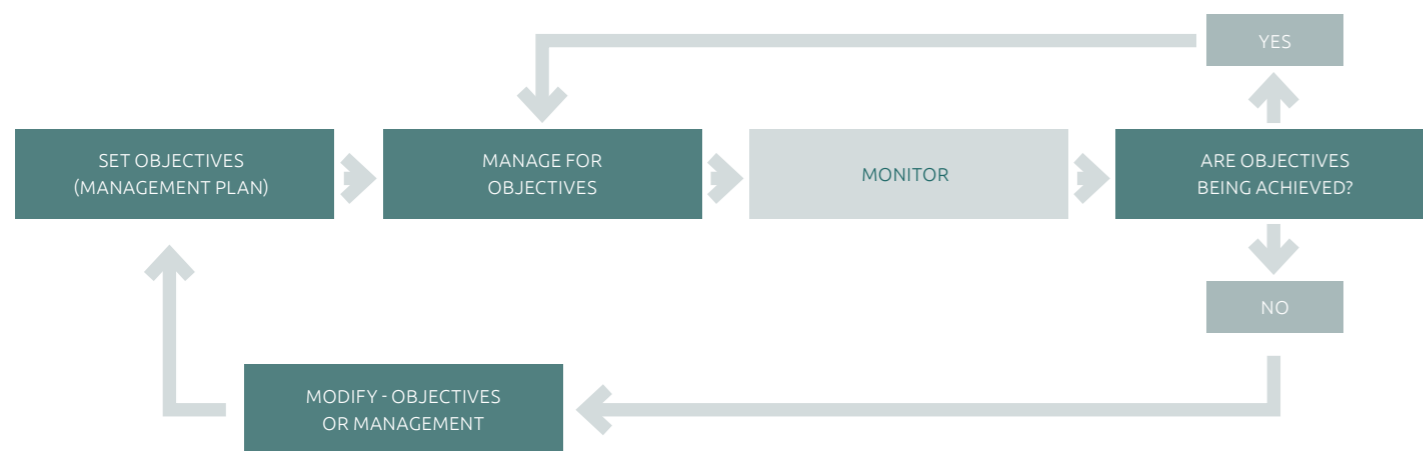 YES
SET OBJECTIVES
(MANAGEMENT PLAN)
MANAGE FOR
OBJECTIVES
MONITOR
ARE OBJECTIVES
BEING ACHIEVED?
NO
MODIFY - OBJECTIVES
OR MANAGEMENT